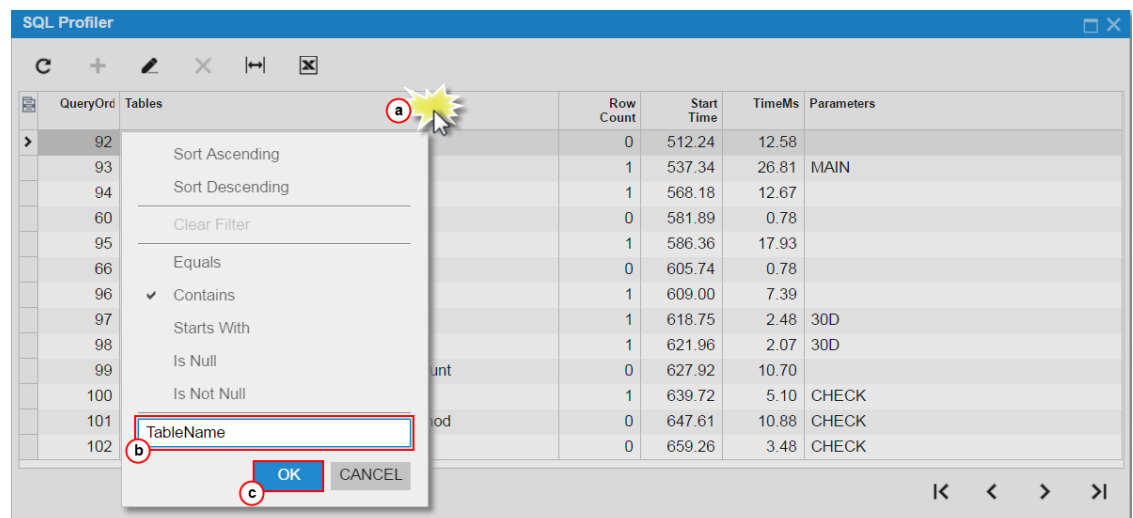 SQL Profiler
QueryOrd Tables Row Count Start Time TimeMs Parameters
a
92 0 512.24 12.58
Sort Ascending
93 1 537.34 26.81 MAIN
Sort Descending
94 1 568.18 12.67
60 0 581.89 0.78
Clear Filter
95 1 586.36 17.93
Equals
66 0 605.74 0.78
Contains
96 1 609.00 7.39
97 1 618.75 2.48 30D
Starts With
98 1 621.96 2.07 30D
Is Null
99 unt 0 627.92 10.70
Is Not Null
100 1 639.72 5.10 CHECK
101 iod 0 647.61 10.88 CHECK
TableName
102 0 659.26 3.48 CHECK
b
OK CANCEL
c